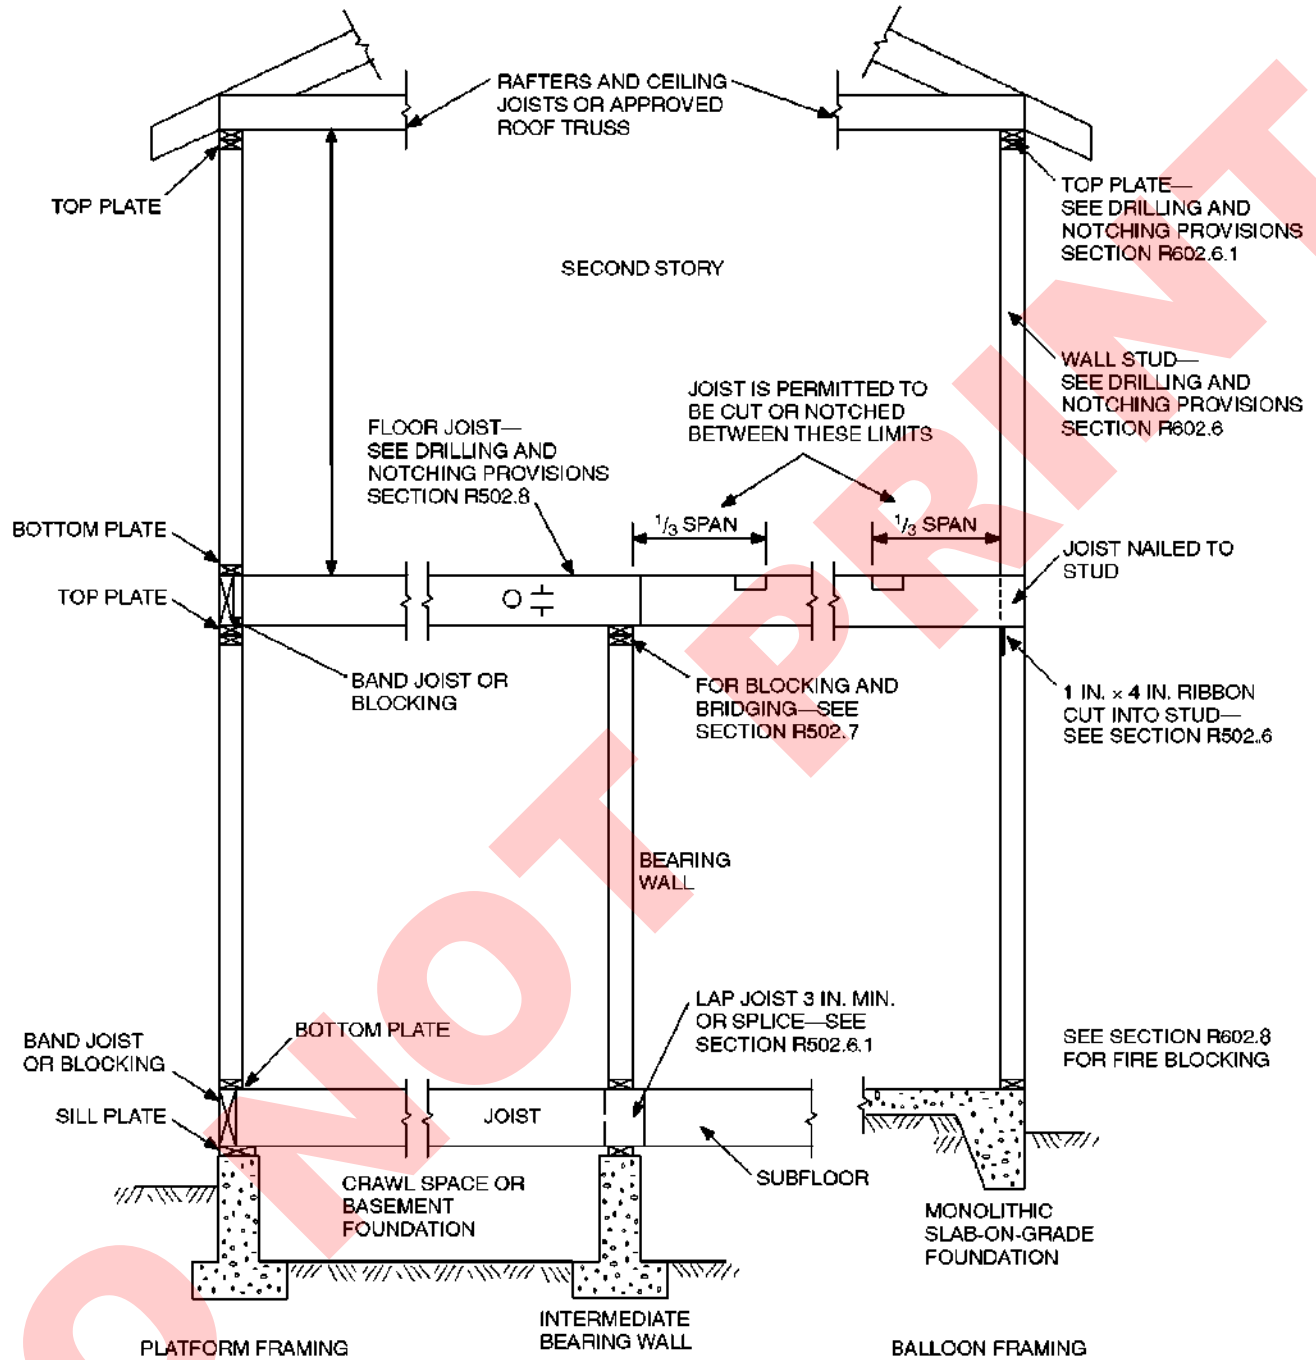 RAFTERS AND CEILING
JOISTS OR APPROVED
ROOF TRUSS
TOP PLATE
TOP PLATE—
SEE DRILLING AND
NOTCHING PROVISIONS
SECTION R602.6.1
SECOND STORY
WALL STUD—
SEE DRILLING AND
NOTCHING PROVISIONS
SECTION R602.6
JOIST IS PERMITTED TO
BE CUT OR NOTCHED
BETWEEN THESE LIMITS
FLOOR JOIST—
SEE DRILLING AND
NOTCHING PROVISIONS
SECTION R502.8
BOTTOM PLATE
1/3 SPAN
1/3 SPAN
JOIST NAILED TO
STUD
TOP PLATE
BAND JOIST OR
BLOCKING
FOR BLOCKING AND
BRIDGING—SEE
SECTION R502.7
1 IN. × 4 IN. RIBBON
CUT INTO STUD—
SEE SECTION R502.6
BEARING
WALL
LAP JOIST 3 IN. MIN.
OR SPLICE—SEE
SECTION R502.6.1
BOTTOM PLATE
BAND JOIST
OR BLOCKING
SEE SECTION R602.8
FOR FIRE BLOCKING
SILL PLATE
JOIST
SUBFLOOR
CRAWL SPACE OR
BASEMENT
FOUNDATION
MONOLITHIC
SLAB-ON-GRADE
FOUNDATION
INTERMEDIATE
BEARING WALL
PLATFORM FRAMING
BALLOON FRAMING
O NOT PRINT